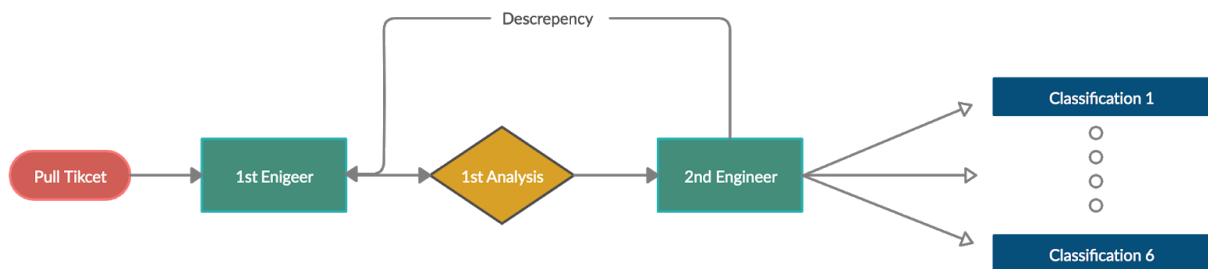 Descrepency
Classification 1
Pull Tikcet
1st Enigeer
1st Analysis
2nd Engineer
Classification 6